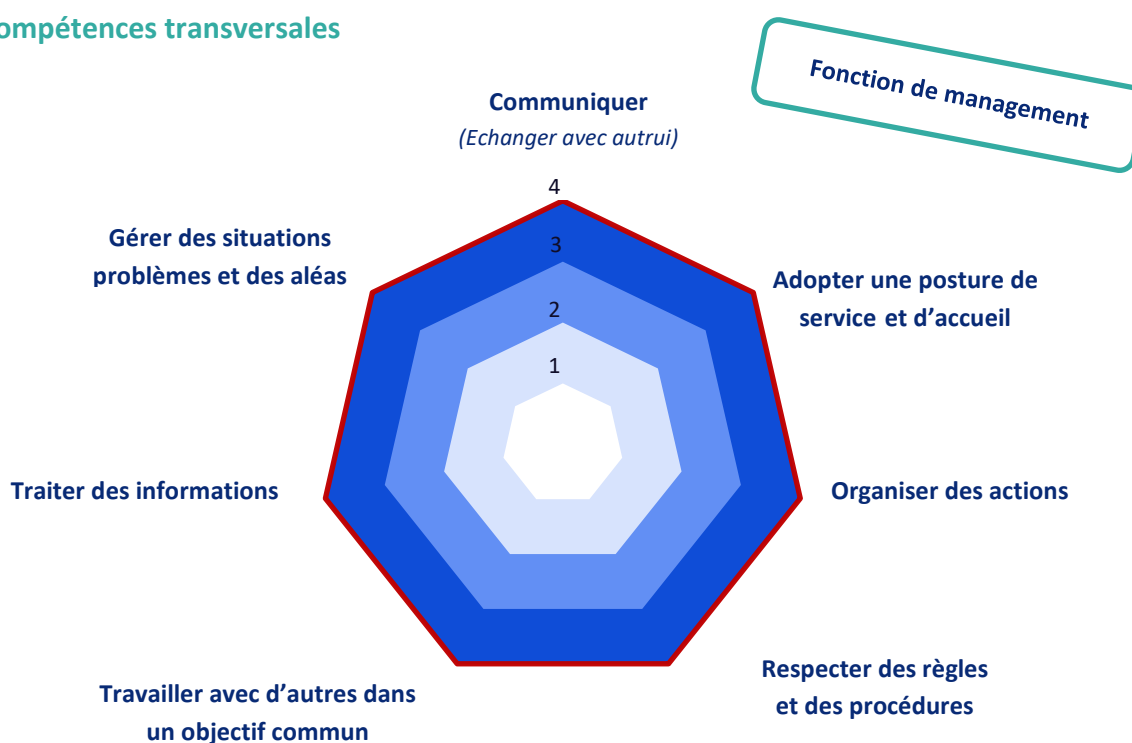 ompétences transversales
Fonction de management
Communiquer
(Echanger avec autrui)
4
3
2
1
Gérer des situations
problèmes et des aléas
Adopter une posture de
service et d'accueil
Traiter des informations
Organiser des actions
Travailler avec d'autres dans
un objectif commun
Respecter des règles
et des procédures